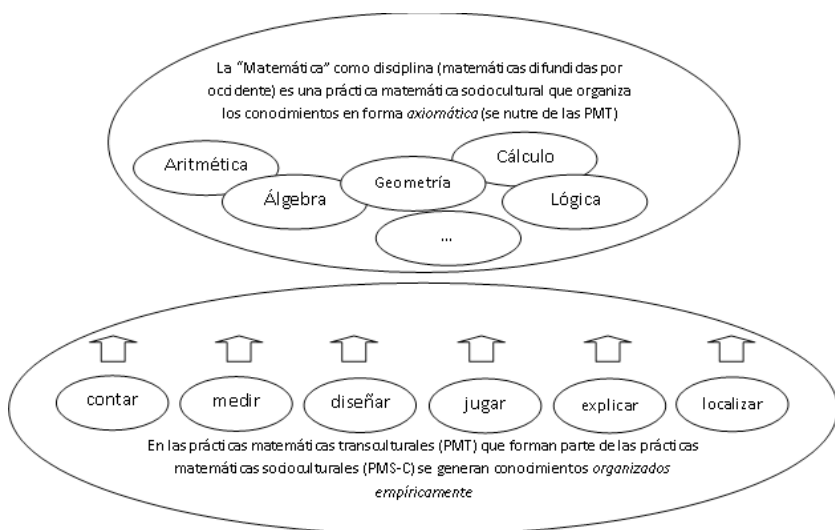 La “Matemática” como disciplina (matemáticas difundidas por
occidente) es una práctica matemática sociocultural que organiza
los conocimientos en forma axiomática (se nutre de las PMT)
Aritmética
Álgebra
Geometría
Cálculo
Lógica
...
contar
medir
diseñar
jugar
explicar
localizar
En las prácticas matemáticas transculturales (PMT) que forman parte de las prácticas
matemáticas socioculturales (PMS-C) se generan conocimientos organizados
empíricamente